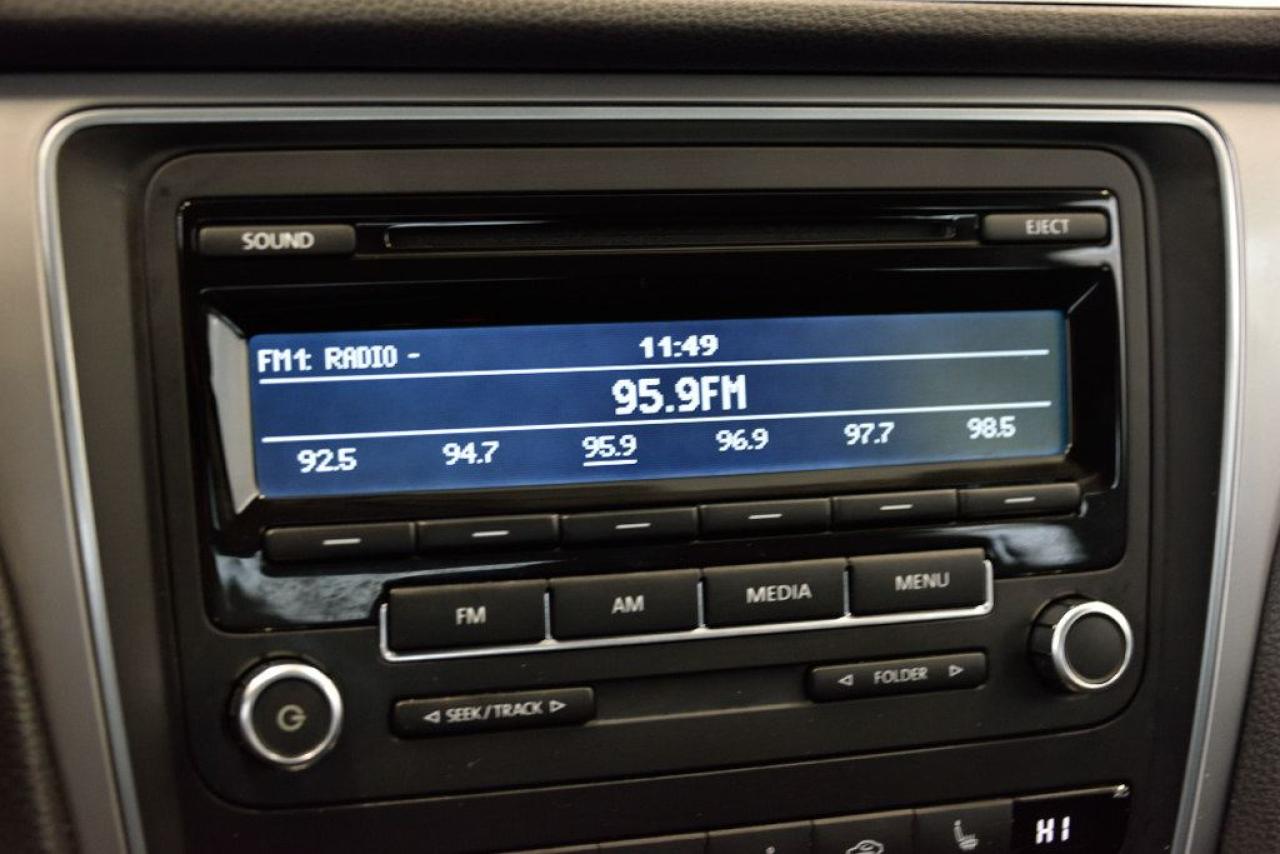 SOUND EJECT
FM1: RADIO - 11:49
95.9FM
92.5 94.7 95.9 96.9 97.7 98.5
FM AM MEDIA MENU
SEEK/TRACK FOLDER
HI